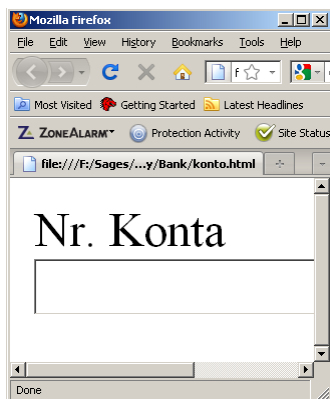 Mozilla Firefox
File Edit View History Bookmarks Tools Help
f
Most Visited Getting Started Latest Headlines
ZONEALARM Protection Activity Site Status
file:///F:/Sages/...y/Bank/konto.html
Nr. Konta
Done